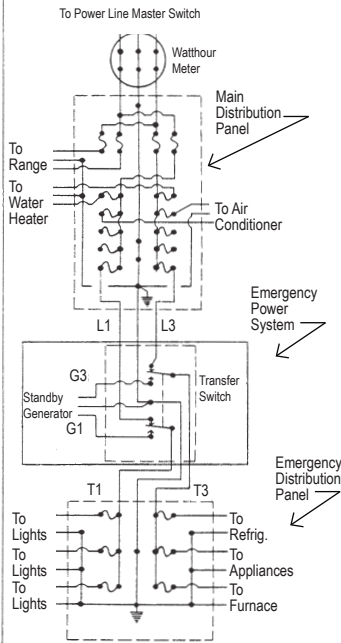 To Power Line Master Switch
Watthour
Meter
Main
Distribution
Panel
To
Range
To
Water
Heater
To Air
Conditioner
L1
L3
Emergency
Power
System
G3
Transfer
Switch
Standby
Generator
G1
Emergency
Distribution
Panel
T1
T3
To
Lights
To
Refrig.
To
Lights
To
Appliances
To
Lights
To
Furnace